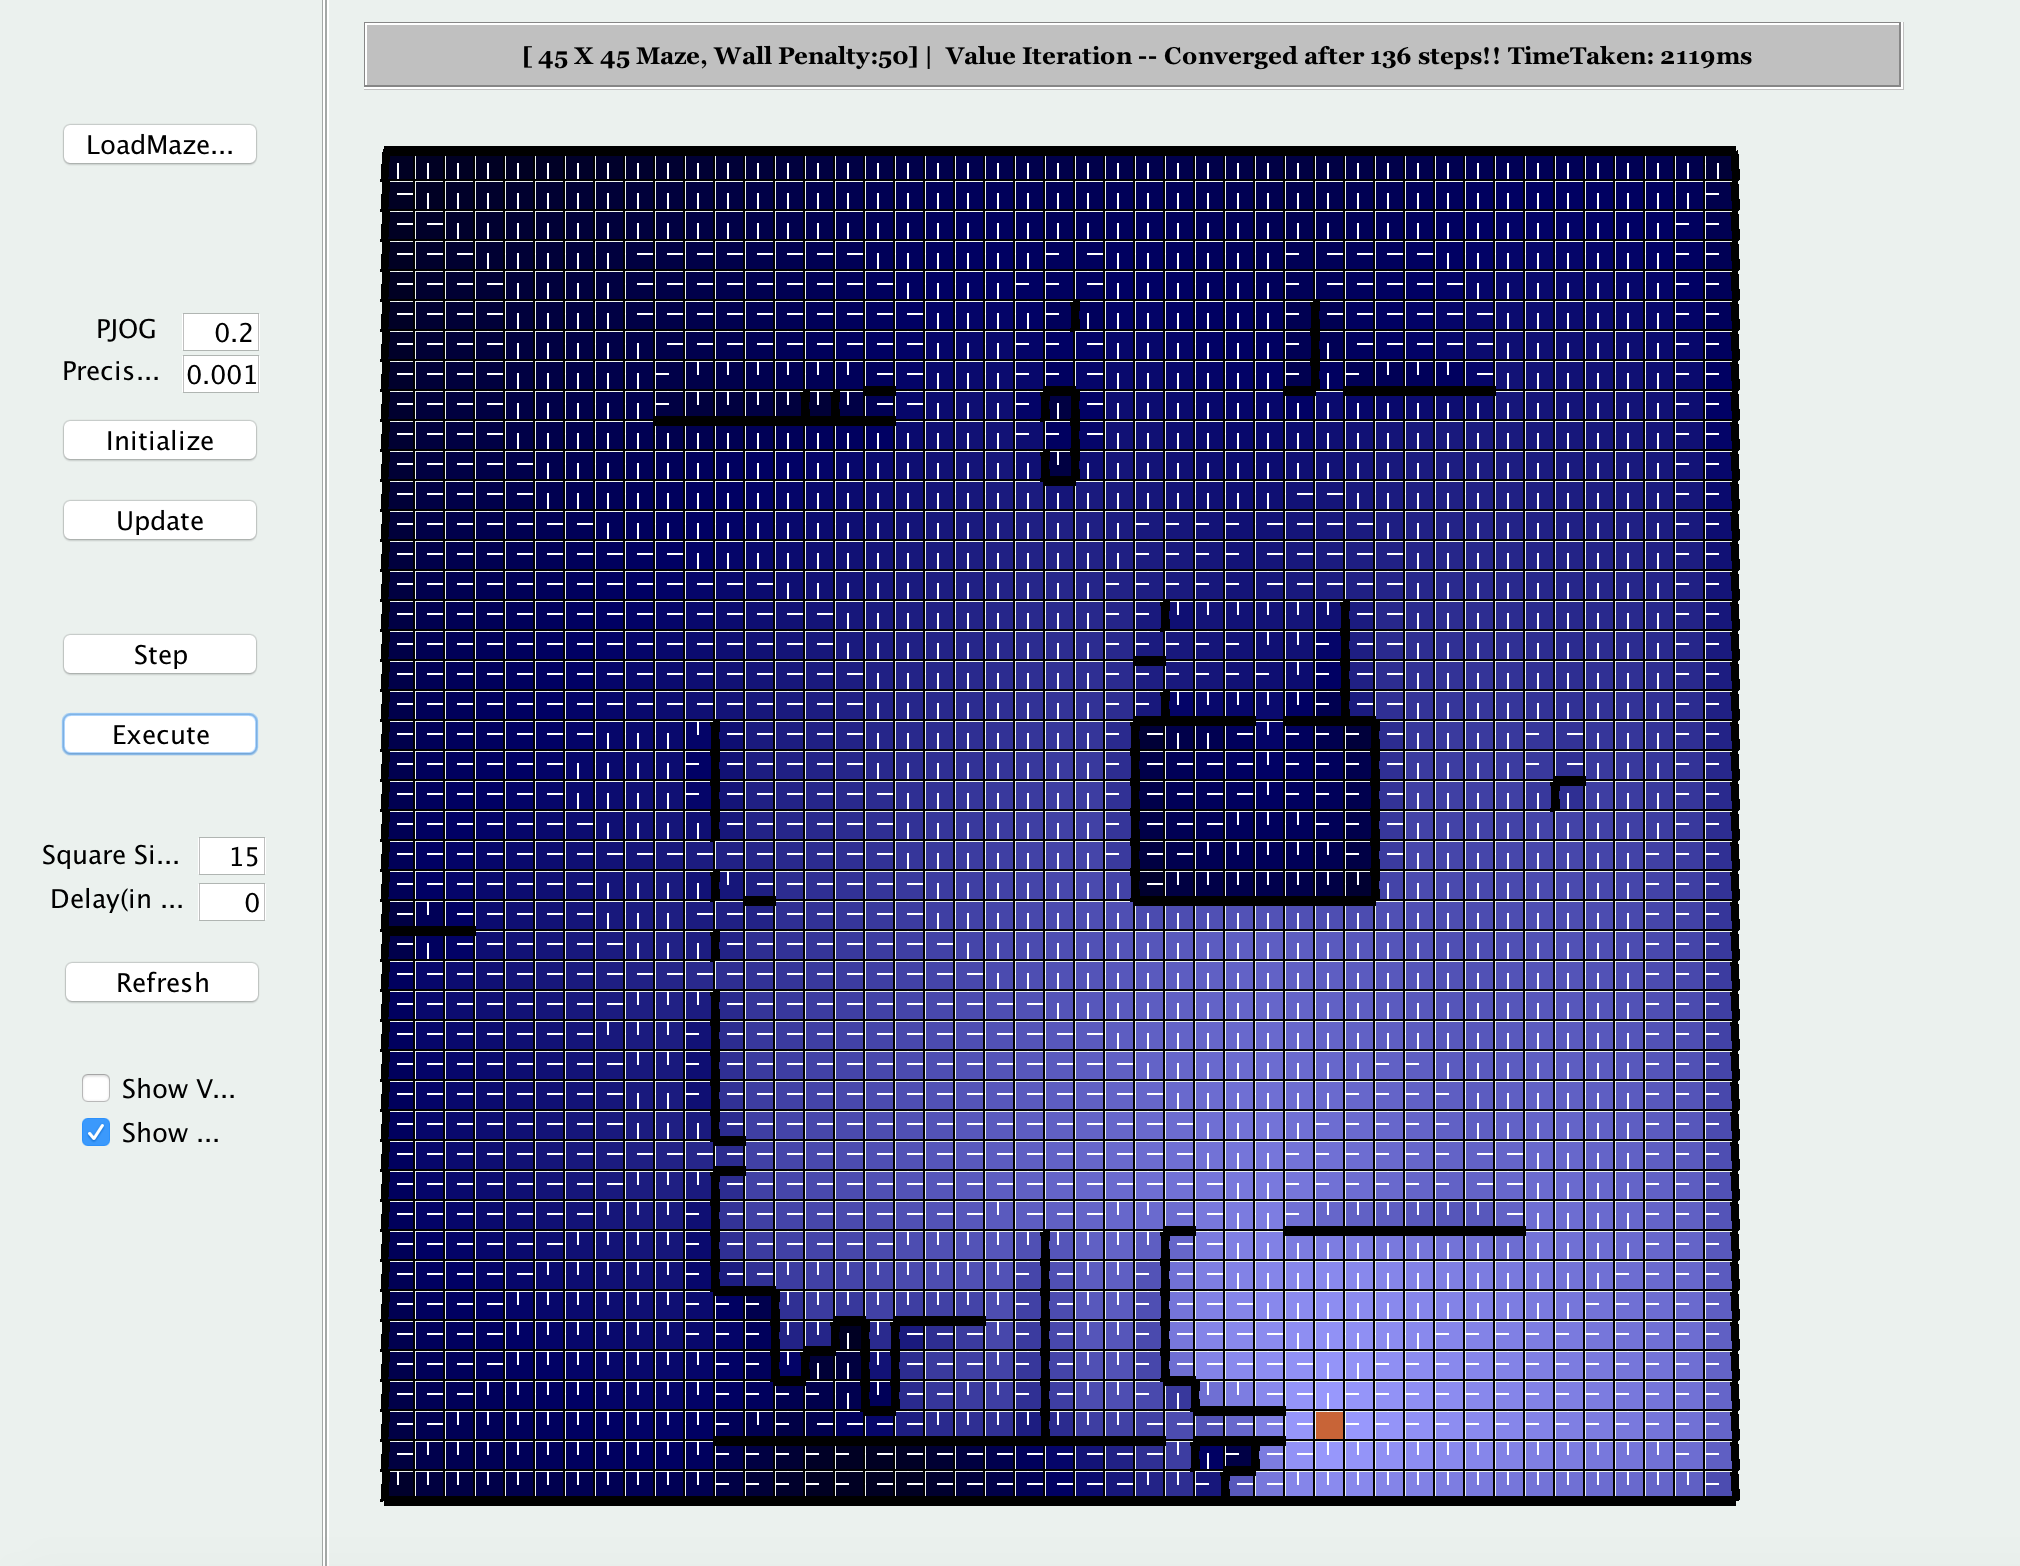 [ 45 X 45 Maze, Wall Penalty:50] | Value Iteration -- Converged after 136 steps!! TimeTaken: 2119ms
LoadMaze...
PJOG 0.2
Precis... 0.001
Initialize
Update
Step
Execute
Square Si... 15
Delay(in ... 0
Refresh
Show V...
Show ...